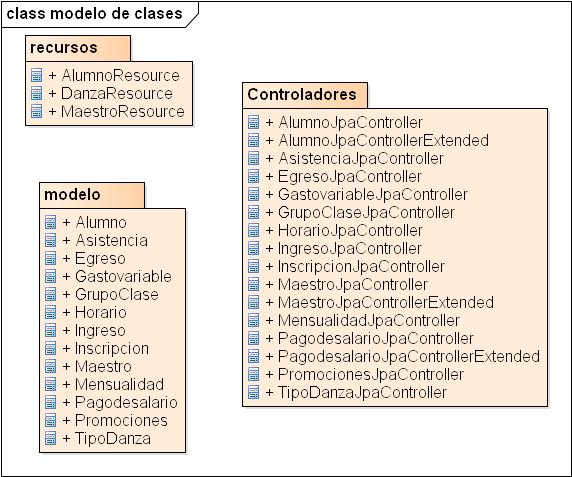 class modelo de clases
recursos
+ AlumnoResource
+ DanzaResource
+ MaestroResource
modelo
+ Alumno
+ Asistencia
+ Egreso
+ Gastovariable
+ GrupoClase
+ Horario
+ Ingreso
+ Inscripcion
+ Maestro
+ Mensualidad
+ Pagodesalario
+ Promociones
+ TipoDanza
Controladores
+ AlumnoJpaController
+ AlumnoJpaControllerExtended
+ AsistenciaJpaController
+ EgresoJpaController
+ GastovariableJpaController
+ GrupoClaseJpaController
+ HorarioJpaController
+ IngresoJpaController
+ InscripcionJpaController
+ MaestroJpaController
+ MaestroJpaControllerExtended
+ MensualidadJpaController
+ PagodesalarioJpaController
+ PagodesalarioJpaControllerExtended
+ PromocionesJpaController
+ TipoDanzaJpaController